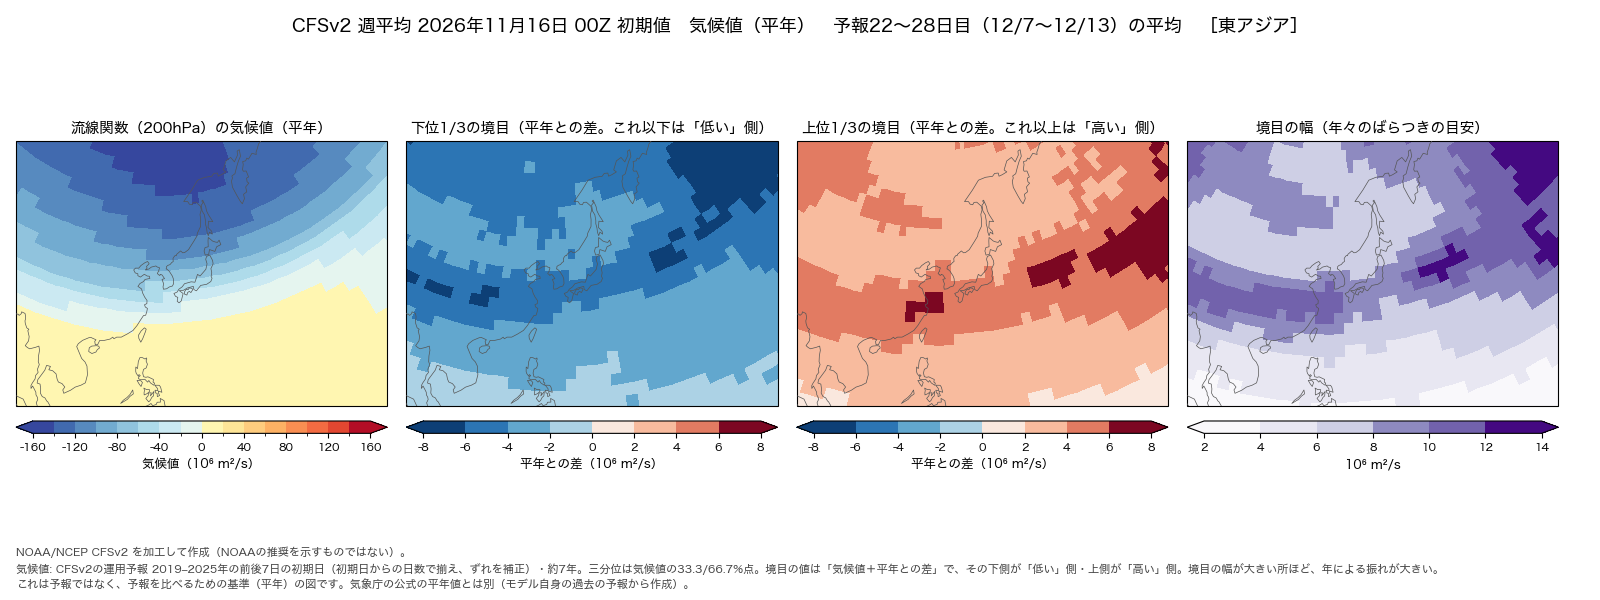 CFSv2 週平均 2026年11月16日 00Z 初期値　気候値（平年）　予報22～28日目（12/7～12/13）の平均　［東アジア］
流線関数（200hPa）の気候値（平年）
下位1/3の境目（平年との差。これ以下は「低い」側）
上位1/3の境目（平年との差。これ以上は「高い」側）
境目の幅（年々のばらつきの目安）
-160 -120 -80 -40 0 40 80 120 160
気候値（10⁶ m²/s）
-8 -6 -4 -2 0 2 4 6 8
平年との差（10⁶ m²/s）
-8 -6 -4 -2 0 2 4 6 8
平年との差（10⁶ m²/s）
2 4 6 8 10 12 14
10⁶ m²/s
NOAA/NCEP CFSv2 を加工して作成（NOAAの推奨を示すものではない）。
気候値: CFSv2の運用予報 2019–2025年の前後7日の初期日（初期日からの日数で揃え、ずれを補正）・約7年。三分位は気候値の33.3/66.7%点。境目の値は「気候値＋平年との差」で、その下側が「低い」側・上側が「高い」側。境目の幅が大きい所ほど、年による振れが大きい。
これは予報ではなく、予報を比べるための基準（平年）の図です。気象庁の公式の平年値とは別（モデル自身の過去の予報から作成）。